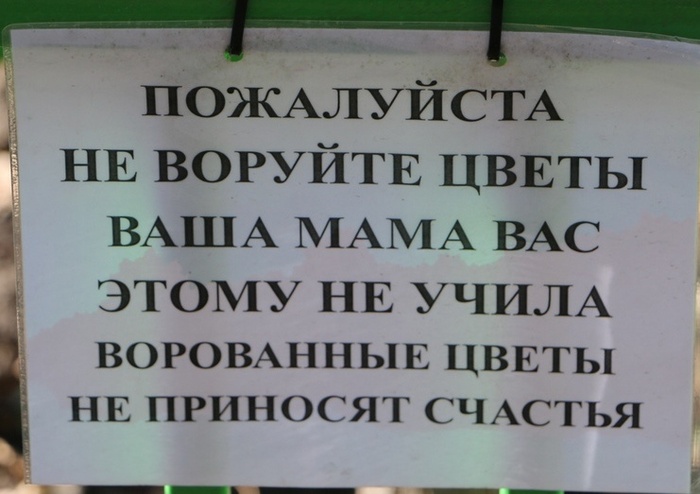 ПОЖАЛУЙСТА
НЕ ВОРУЙТЕ ЦВЕТЫ
ВАША МАМА ВАС
ЭТОМУ НЕ УЧИЛА
ВОРОВАННЫЕ ЦВЕТЫ
НЕ ПРИНОСЯТ СЧАСТЬЯ